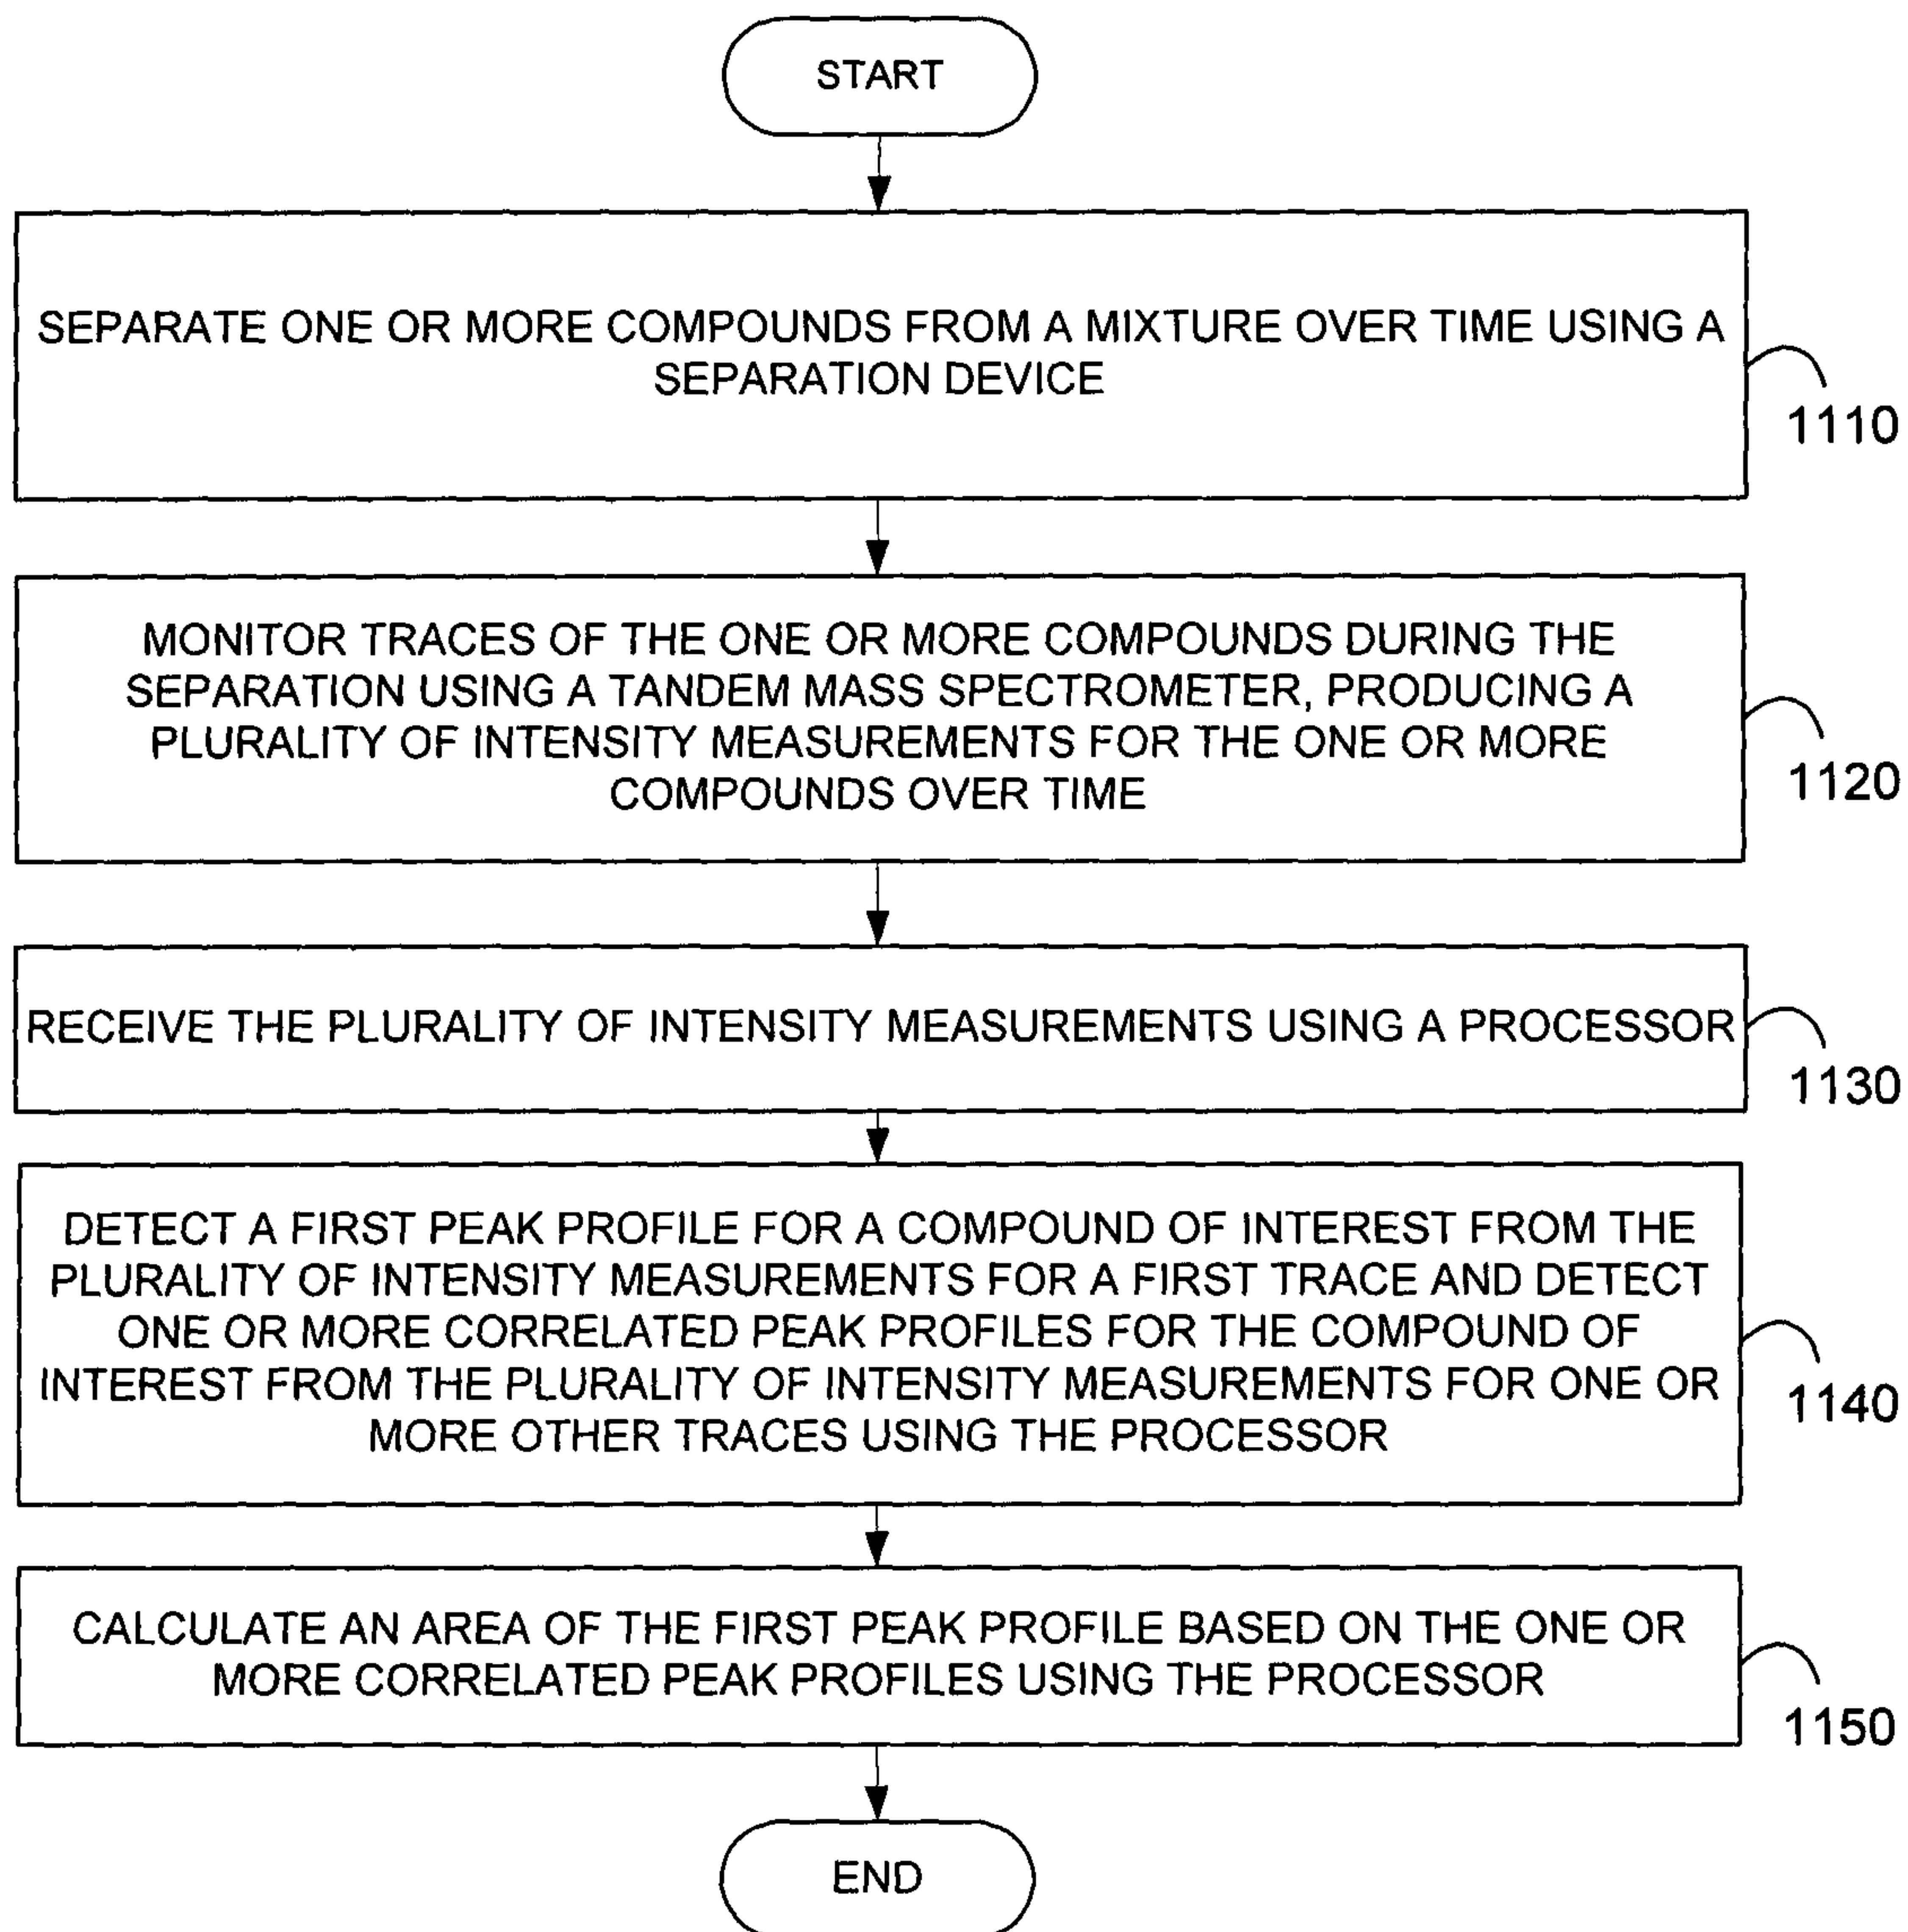 START
SEPARATE ONE OR MORE COMPOUNDS FROM A MIXTURE OVER TIME USING A
SEPARATION DEVICE
1110
MONITOR TRACES OF THE ONE OR MORE COMPOUNDS DURING THE
SEPARATION USING A TANDEM MASS SPECTROMETER, PRODUCING A
PLURALITY OF INTENSITY MEASUREMENTS FOR THE ONE OR MORE
COMPOUNDS OVER TIME
1120
RECEIVE THE PLURALITY OF INTENSITY MEASUREMENTS USING A PROCESSOR
1130
DETECT A FIRST PEAK PROFILE FOR A COMPOUND OF INTEREST FROM THE
PLURALITY OF INTENSITY MEASUREMENTS FOR A FIRST TRACE AND DETECT
ONE OR MORE CORRELATED PEAK PROFILES FOR THE COMPOUND OF
INTEREST FROM THE PLURALITY OF INTENSITY MEASUREMENTS FOR ONE OR
MORE OTHER TRACES USING THE PROCESSOR
1140
CALCULATE AN AREA OF THE FIRST PEAK PROFILE BASED ON THE ONE OR
MORE CORRELATED PEAK PROFILES USING THE PROCESSOR
1150
END